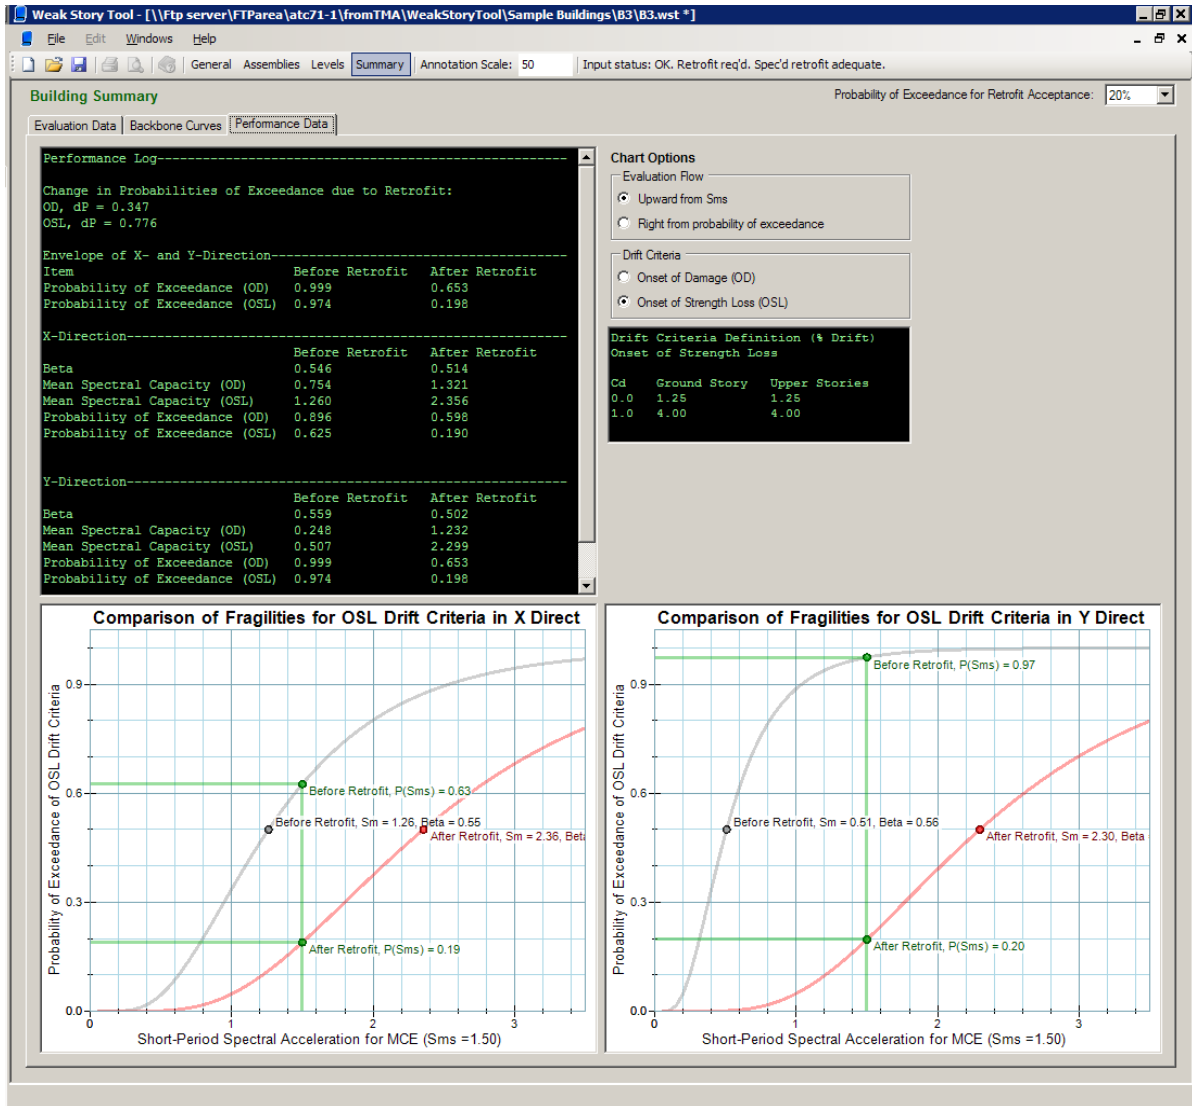 Weak Story Tool - [\\Ftp server\FTParea\atc71-1\fromTMA\WeakStoryTool\Sample Buildings\B3\B3.wst *]
File Edit Windows Help
General Assemblies Levels Summary Annotation Scale: 50 Input status: OK. Retrofit req'd. Spec'd retrofit adequate.
Building Summary
Probability of Exceedance for Retrofit Acceptance: 20%
Evaluation Data Backbone Curves Performance Data
Performance Log------------------------------------------------------
Change in Probabilities of Exceedance due to Retrofit:
OD, dP = 0.347
OSL, dP = 0.776
Envelope of X- and Y-Direction---------------------------------------
Item Before Retrofit After Retrofit
Probability of Exceedance (OD) 0.999 0.653
Probability of Exceedance (OSL) 0.974 0.198
X-Direction----------------------------------------------------------
Before Retrofit After Retrofit
Beta 0.546 0.514
Mean Spectral Capacity (OD) 0.754 1.321
Mean Spectral Capacity (OSL) 1.260 2.356
Probability of Exceedance (OD) 0.896 0.598
Probability of Exceedance (OSL) 0.625 0.190
Y-Direction----------------------------------------------------------
Before Retrofit After Retrofit
Beta 0.559 0.502
Mean Spectral Capacity (OD) 0.248 1.232
Mean Spectral Capacity (OSL) 0.507 2.299
Probability of Exceedance (OD) 0.999 0.653
Probability of Exceedance (OSL) 0.974 0.198
Chart Options
Evaluation Flow
Upward from Sms
Right from probability of exceedance
Drift Criteria
Onset of Damage (OD)
Onset of Strength Loss (OSL)
Drift Criteria Definition (% Drift)
Onset of Strength Loss
Cd Ground Story Upper Stories
0.0 1.25 1.25
1.0 4.00 4.00
Comparison of Fragilities for OSL Drift Criteria in X Direct
Probability of Exceedance of OSL Drift Criteria
0.9
0.6
0.3
0.0
Before Retrofit, P(Sms) = 0.63
Before Retrofit, Sm = 1.26, Beta = 0.55
After Retrofit, Sm = 2.36, Beta
After Retrofit, P(Sms) = 0.19
0 1 2 3
Short-Period Spectral Acceleration for MCE (Sms =1.50)
Comparison of Fragilities for OSL Drift Criteria in Y Direct
Probability of Exceedance of OSL Drift Criteria
0.9
0.6
0.3
0.0
Before Retrofit, P(Sms) = 0.97
Before Retrofit, Sm = 0.51, Beta = 0.56
After Retrofit, Sm = 2.30, Beta
After Retrofit, P(Sms) = 0.20
0 1 2 3
Short-Period Spectral Acceleration for MCE (Sms =1.50)